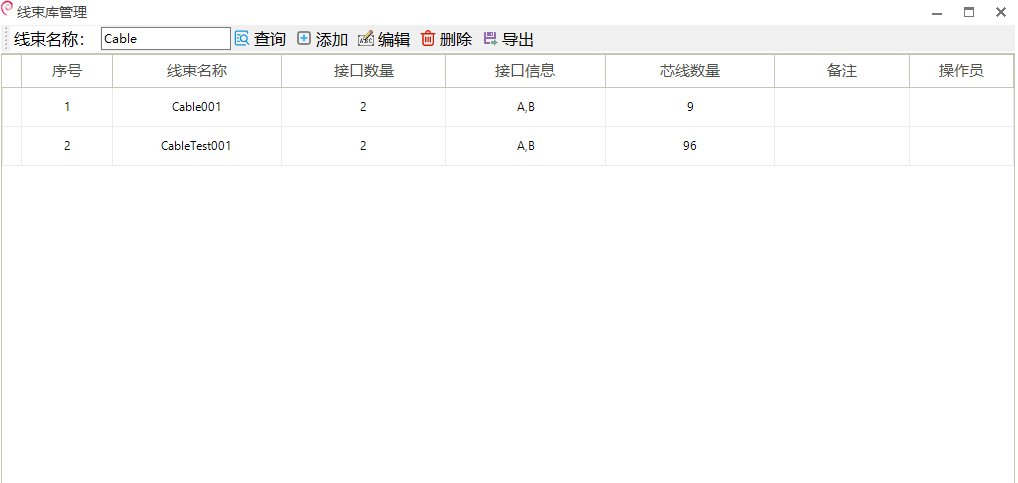 线束库管理
线束名称: Cable 查询 添加 编辑 删除 导出
序号 线束名称 接口数量 接口信息 芯线数量 备注 操作员
1 Cable001 2 A,B 9
2 CableTest001 2 A,B 96